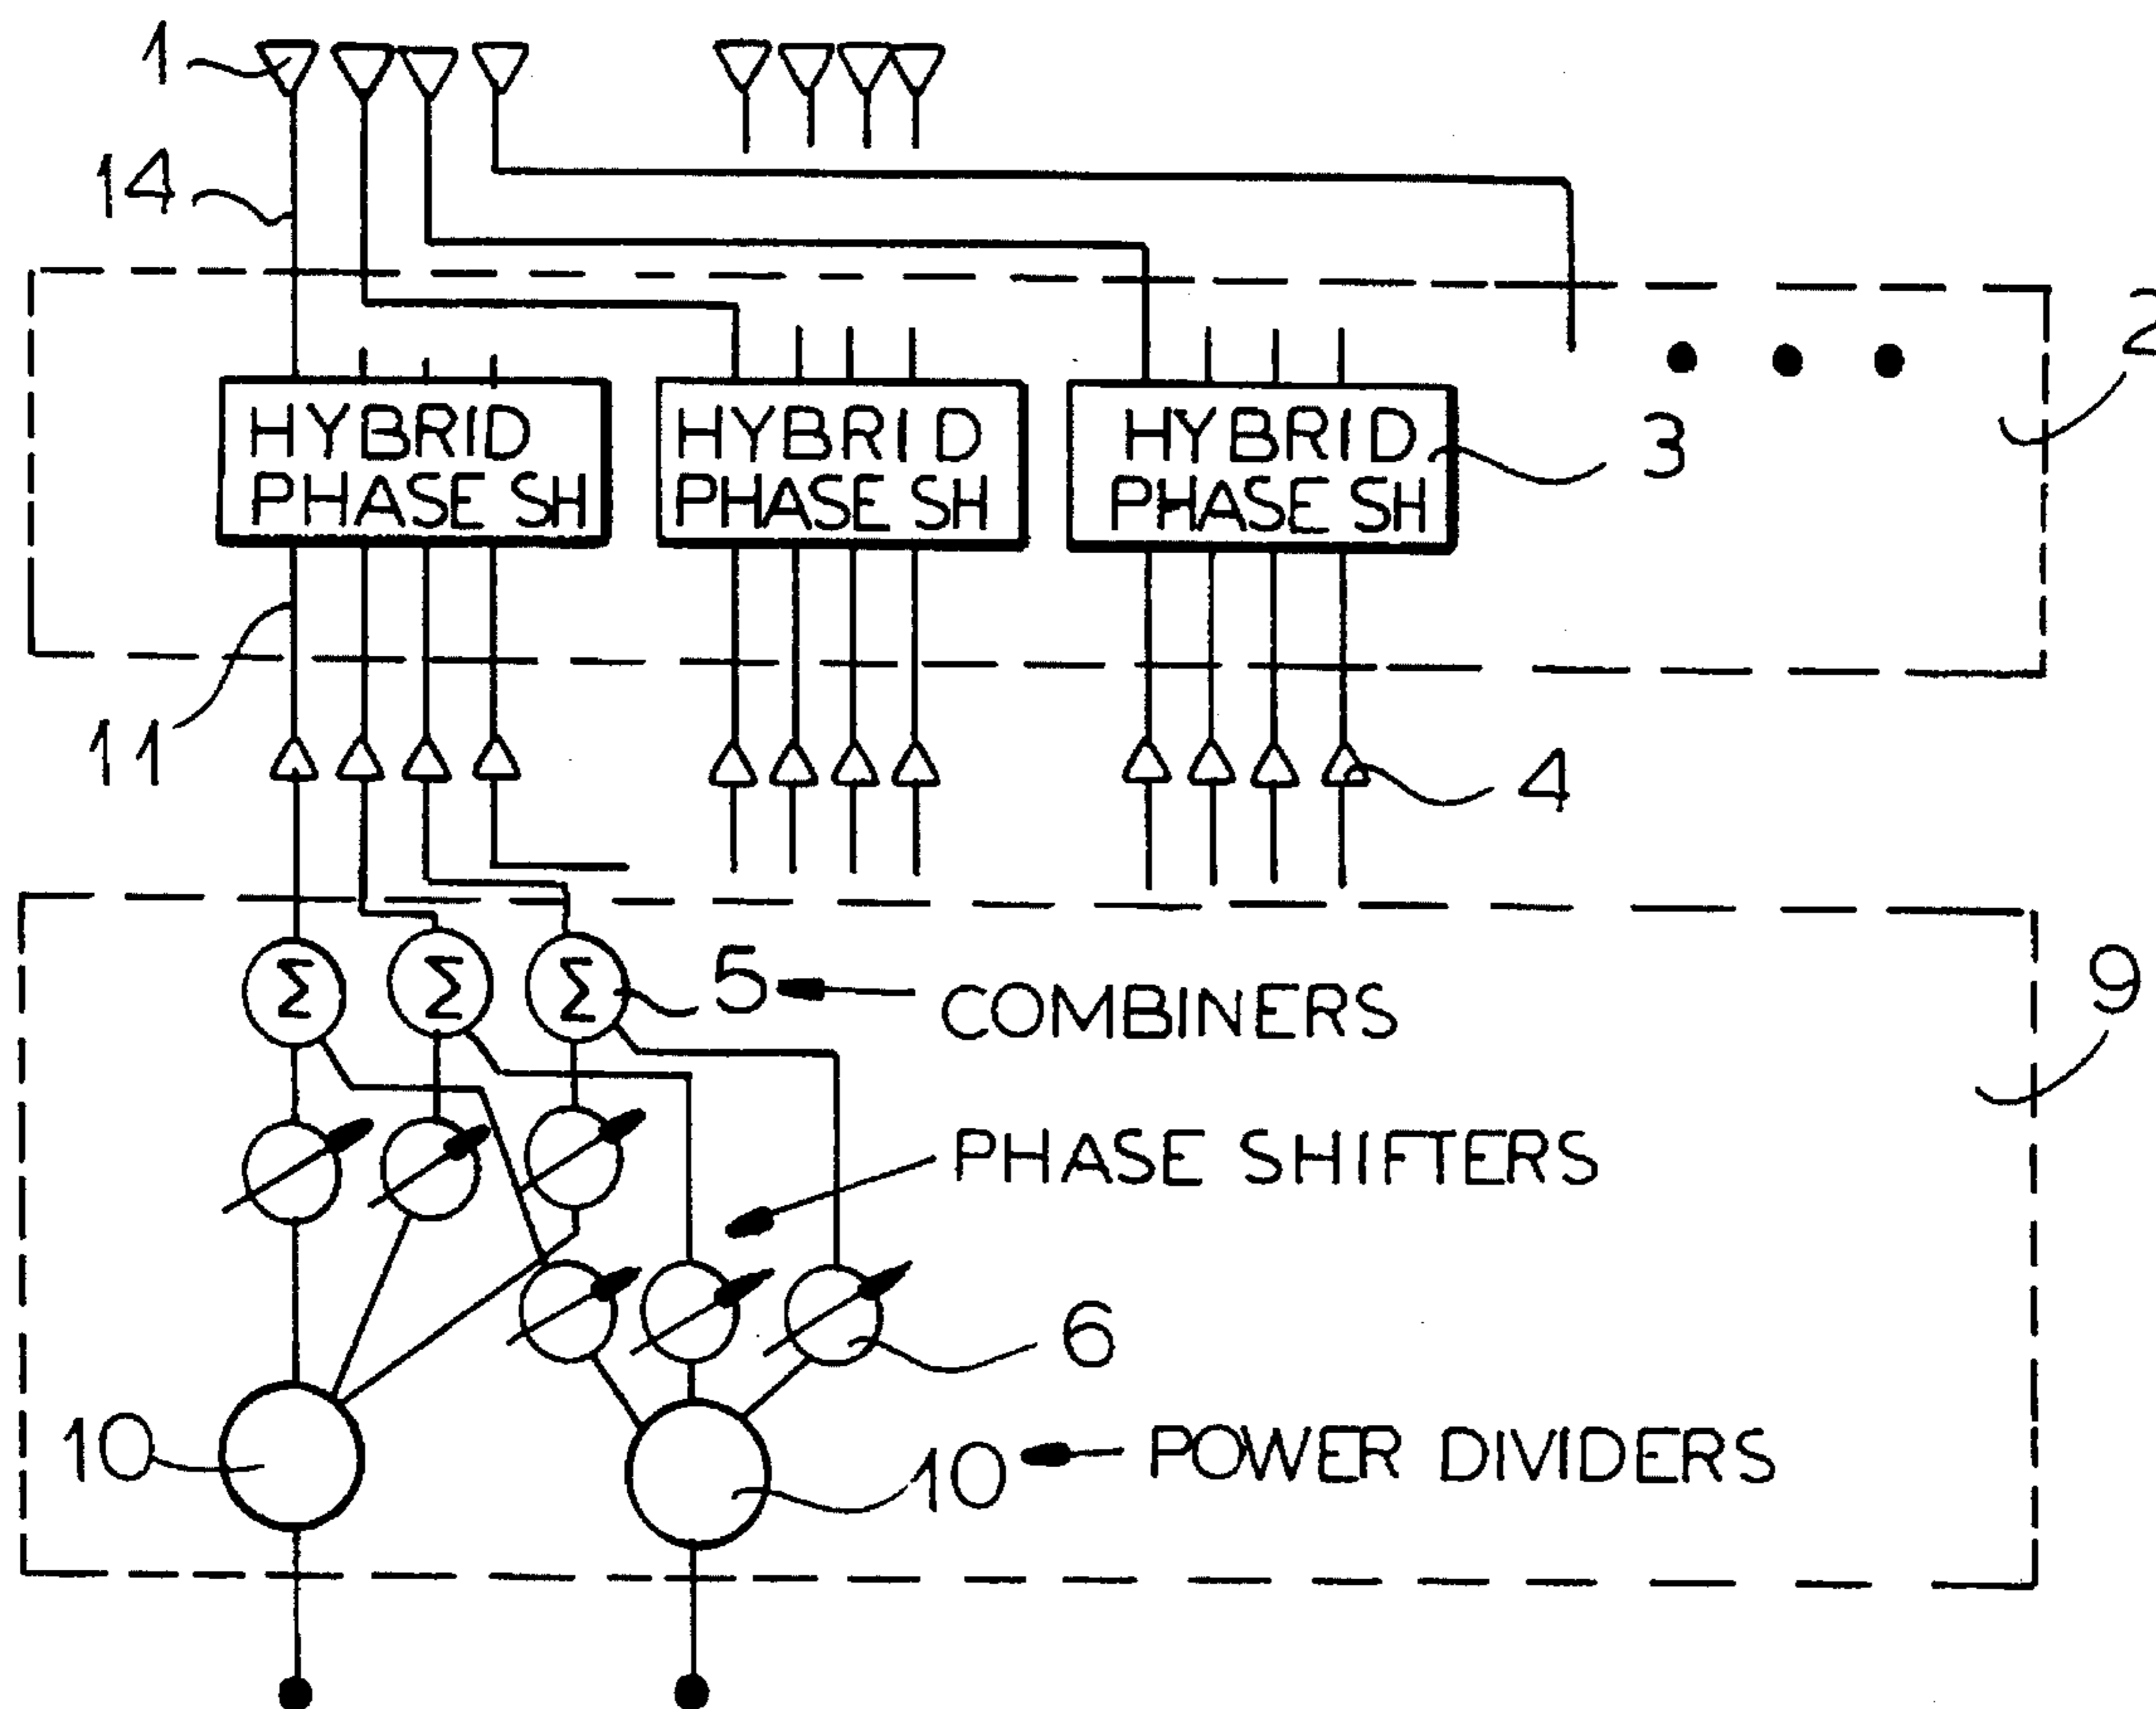 1
14
2
HYBRID
PHASE SH
HYBRID
PHASE SH
HYBRID
PHASE SH
3
11
4
Σ
Σ
Σ
5
COMBINERS
9
PHASE SHIFTERS
6
10
10
POWER DIVIDERS